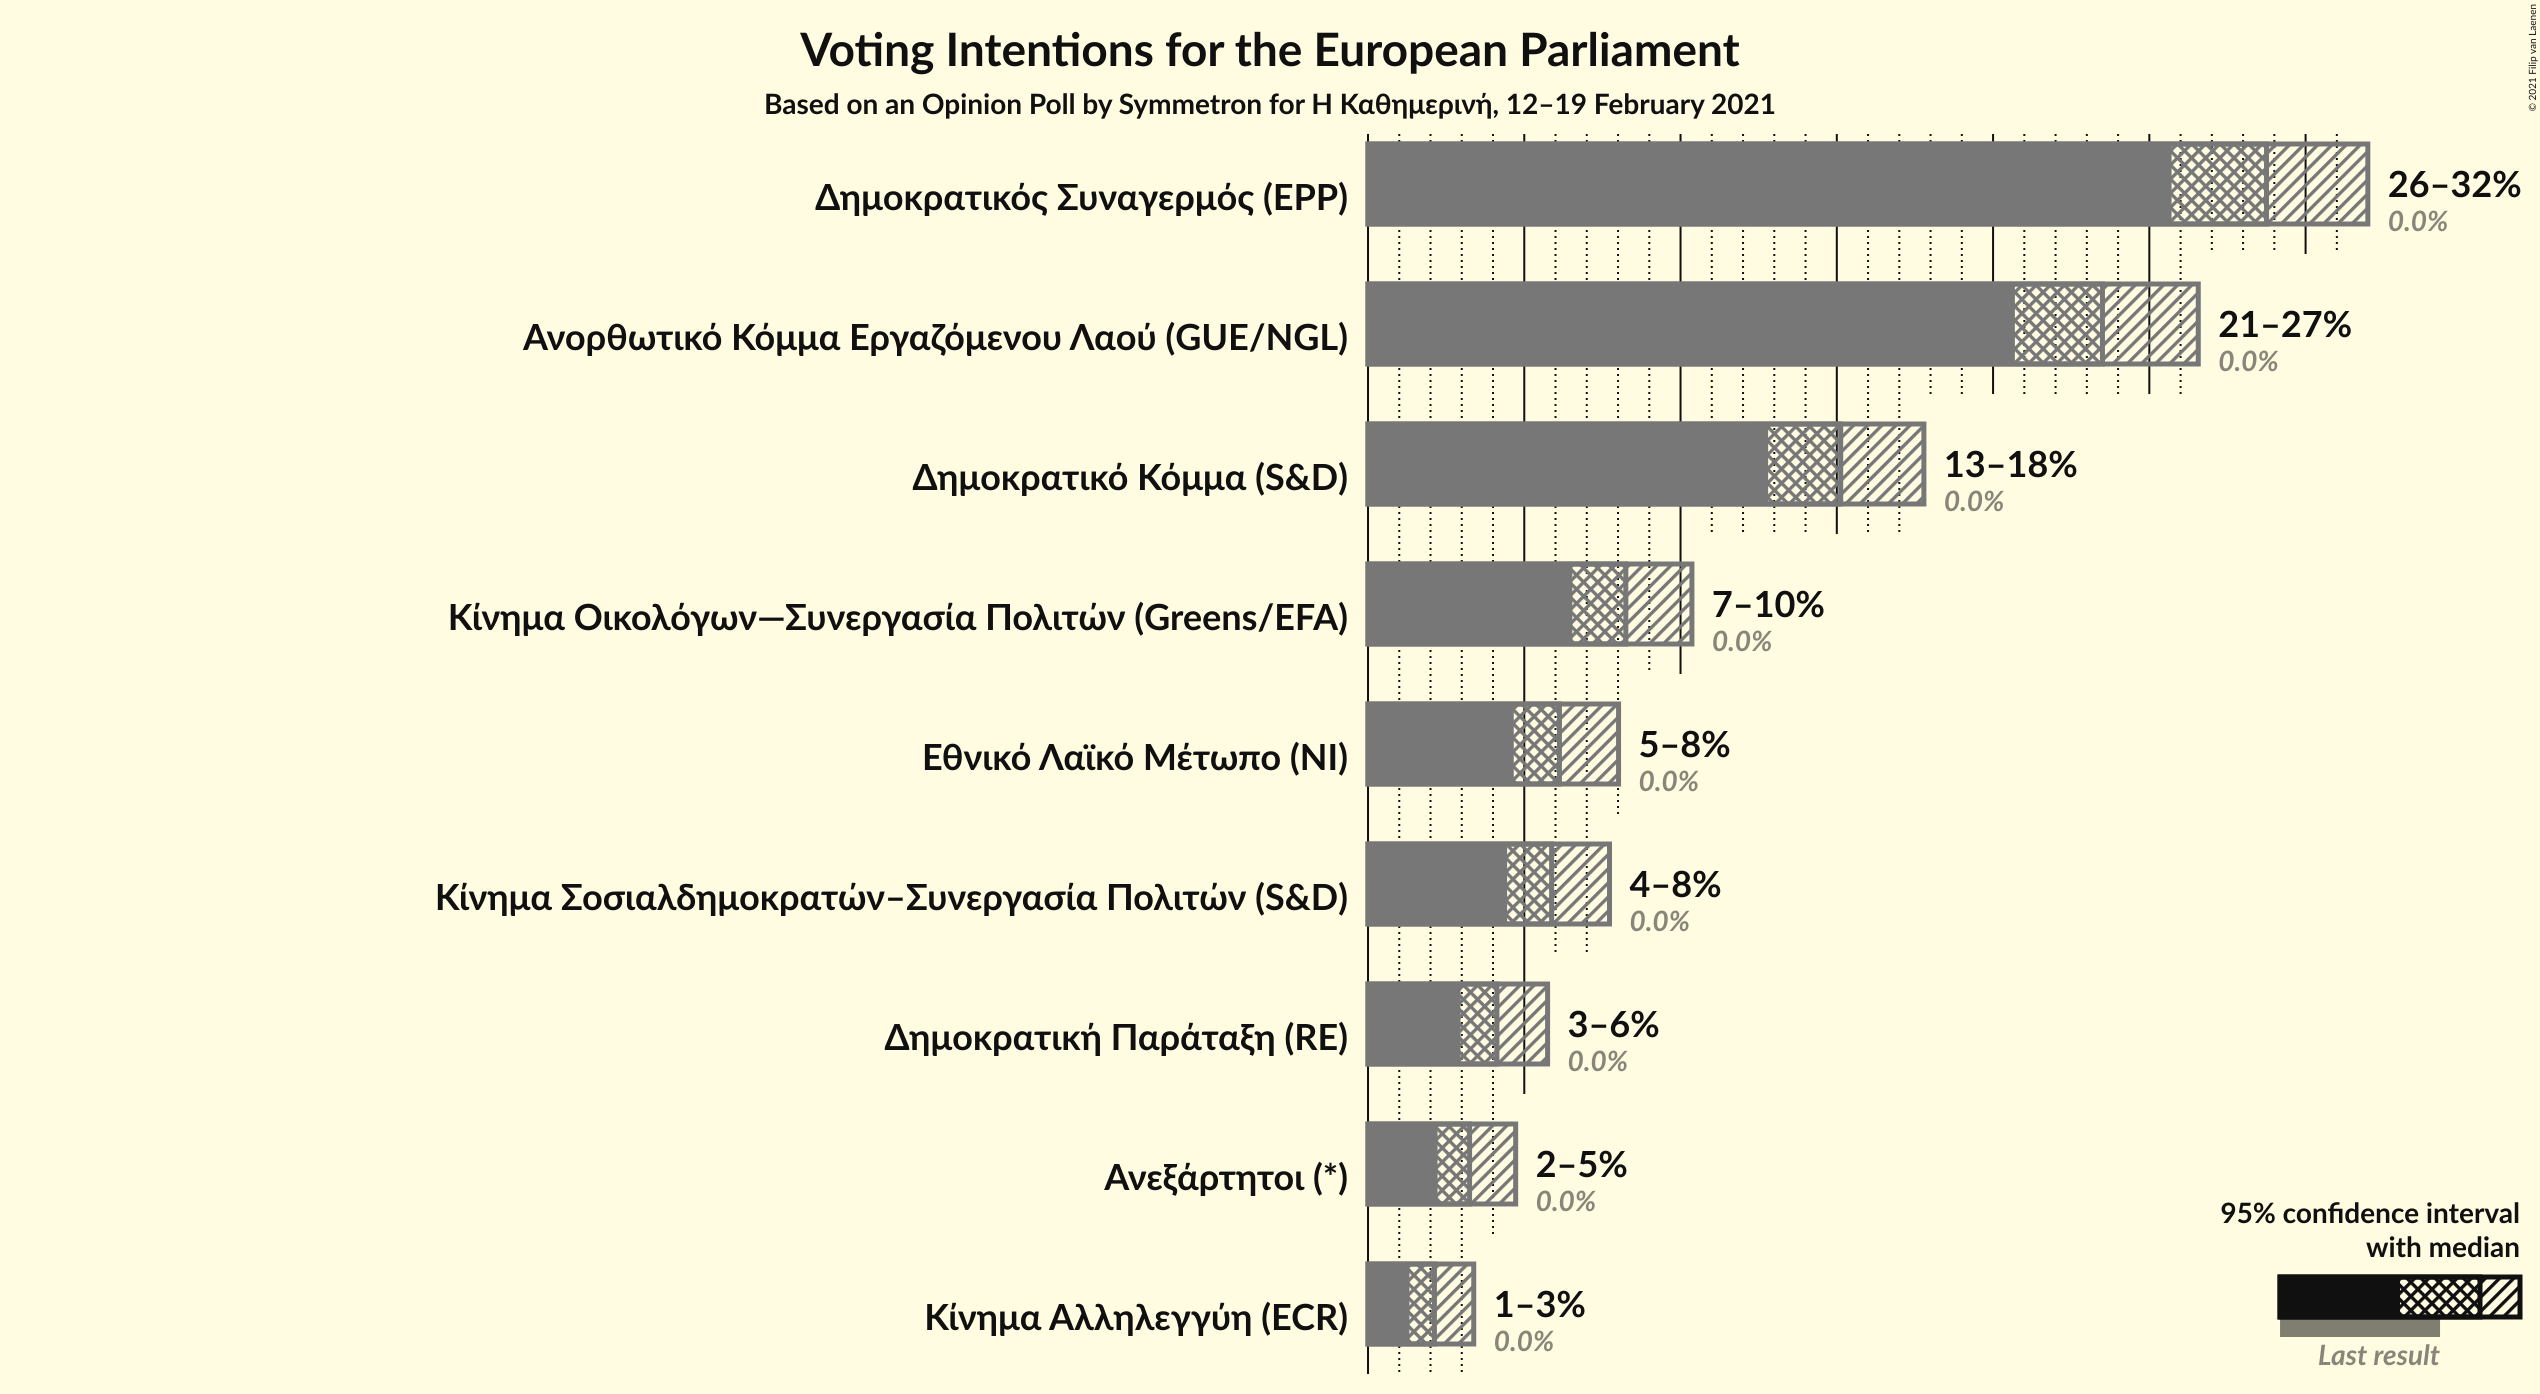 Voting Intentions for the European Parliament
Based on an Opinion Poll by Symmetron for Η Καθημερινή, 12–19 February 2021
© 2021 Filip van Laenen
Δημοκρατικός Συναγερμός (EPP)
26–32%
0.0%
Ανορθωτικό Κόμμα Εργαζόμενου Λαού (GUE/NGL)
21–27%
0.0%
Δημοκρατικό Κόμμα (S&D)
13–18%
0.0%
Κίνημα Οικολόγων—Συνεργασία Πολιτών (Greens/EFA)
7–10%
0.0%
Εθνικό Λαϊκό Μέτωπο (NI)
5–8%
0.0%
Κίνημα Σοσιαλδημοκρατών–Συνεργασία Πολιτών (S&D)
4–8%
0.0%
Δημοκρατική Παράταξη (RE)
3–6%
0.0%
Ανεξάρτητοι (*)
2–5%
0.0%
Κίνημα Αλληλεγγύη (ECR)
1–3%
0.0%
95% confidence interval
with median
Last result